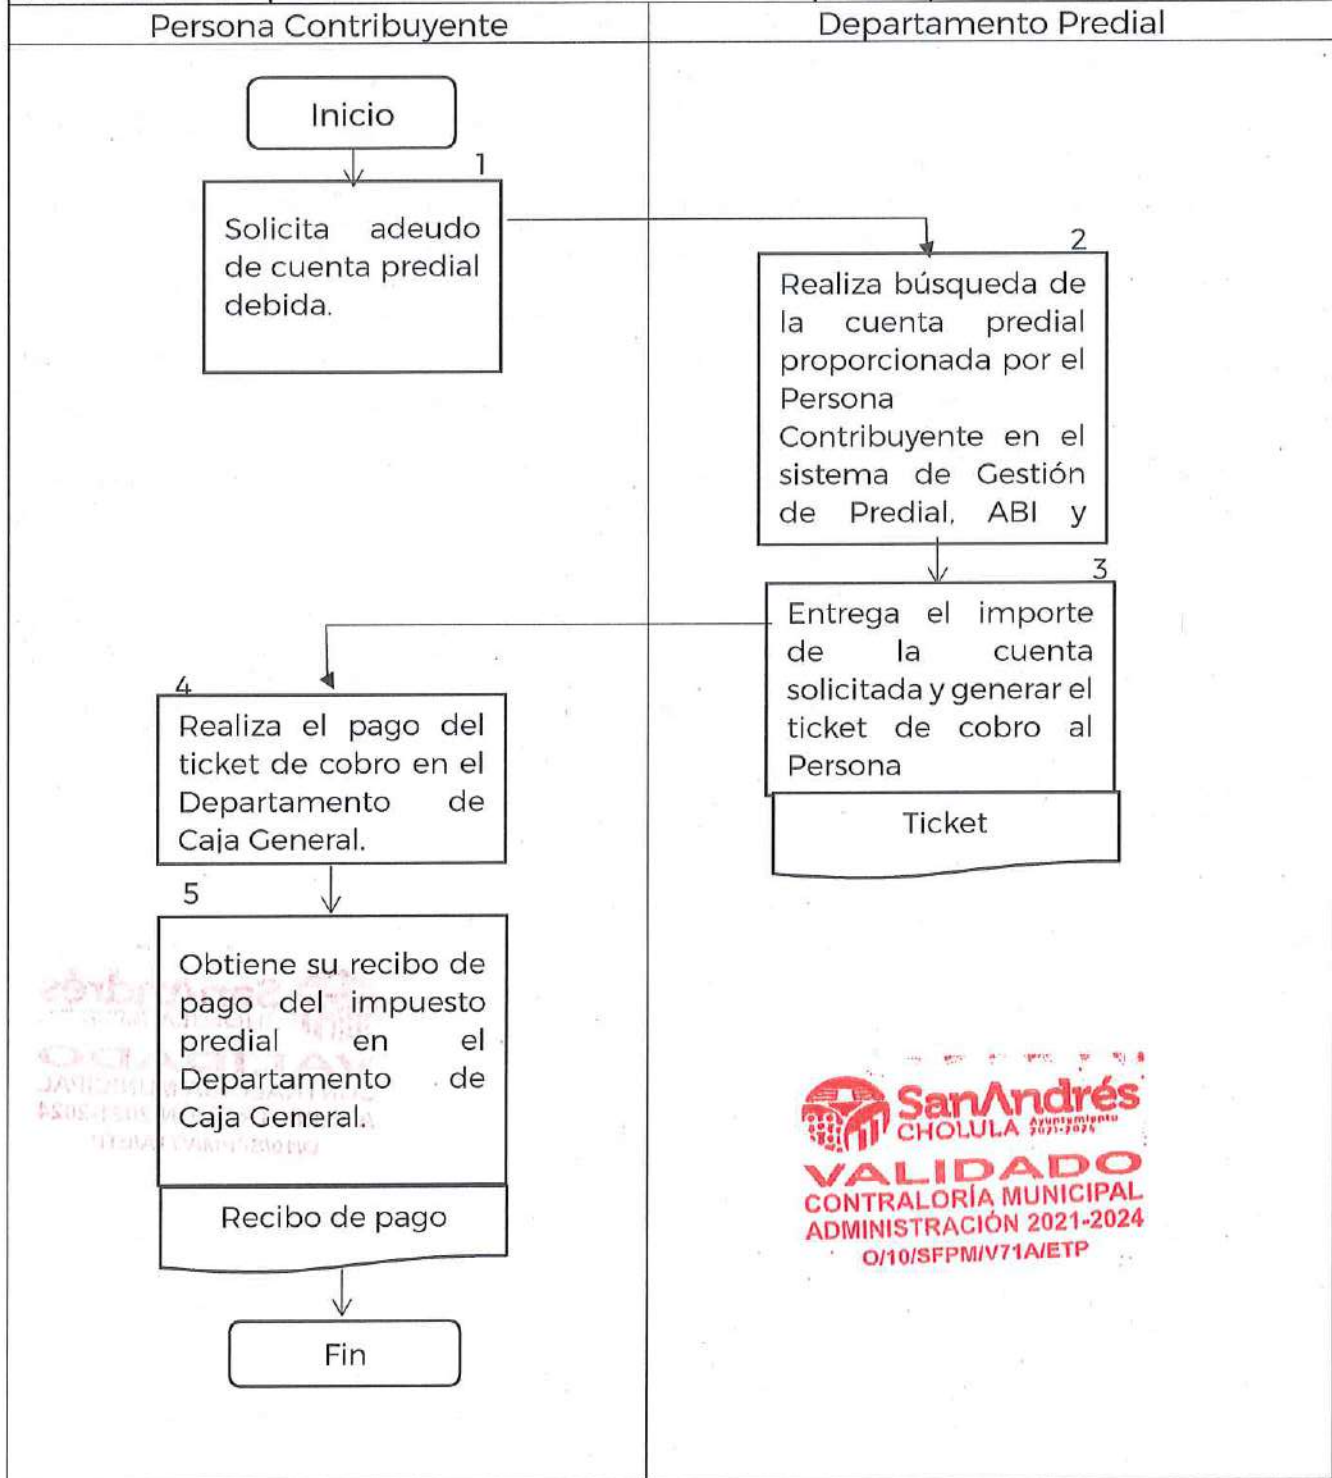 Persona Contribuyente
Departamento Predial
Inicio
1
Solicita adeudo
de cuenta predial
debida.
2
Realiza búsqueda de
la cuenta predial
proporcionada por el
Persona
Contribuyente en el
sistema de Gestión
de Predial, ABI y
3
Entrega el importe
de la cuenta
solicitada y generar el
ticket de cobro al
Persona
Ticket
4
Realiza el pago del
ticket de cobro en el
Departamento de
Caja General.
5
Obtiene su recibo de
pago del impuesto
predial en el
Departamento de
Caja General.
Recibo de pago
Fin
SanAndrés
CHOLULA Ayuntamiento
2021-2024
VALIDADO
CONTRALORÍA MUNICIPAL
ADMINISTRACIÓN 2021-2024
O/10/SFPM/V71A/ETP